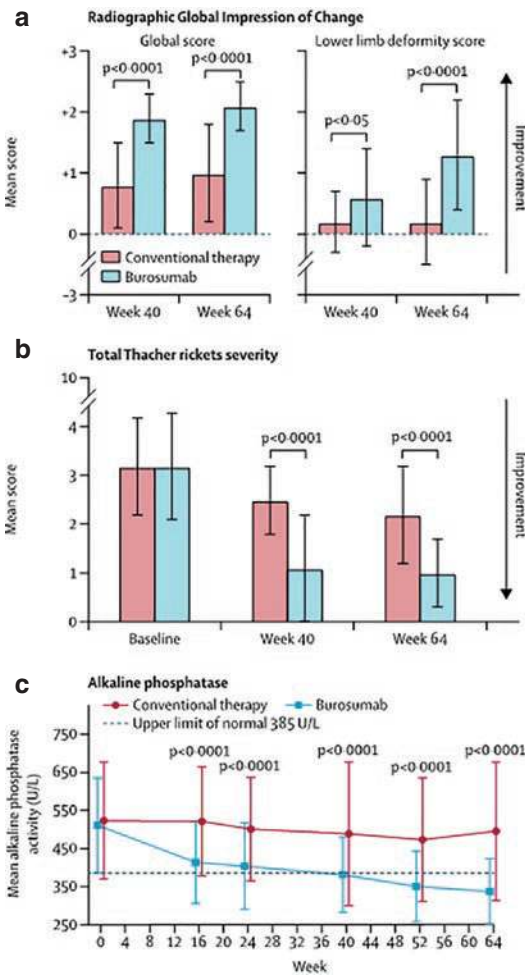 a Radiographic Global Impression of Change
Global score Lower limb deformity score
+3
p<0·0001 p<0·0001 p<0·0001
+2
p<0·05
+1
0
-3
Mean score
Improvement
Conventional therapy
Burosumab
Week 40 Week 64 Week 40 Week 64
b Total Thacher rickets severity
10
4
p<0·0001 p<0·0001
3
2
1
0
Mean score
Improvement
Baseline Week 40 Week 64
c Alkaline phosphatase
Conventional therapy Burosumab
Upper limit of normal 385 U/L
750
p<0·0001 p<0·0001 p<0·0001 p<0·0001 p<0·0001
650
550
450
350
250
Mean alkaline phosphatase
activity (U/L)
0 4 8 12 16 20 24 28 32 36 40 44 48 52 56 60 64
Week